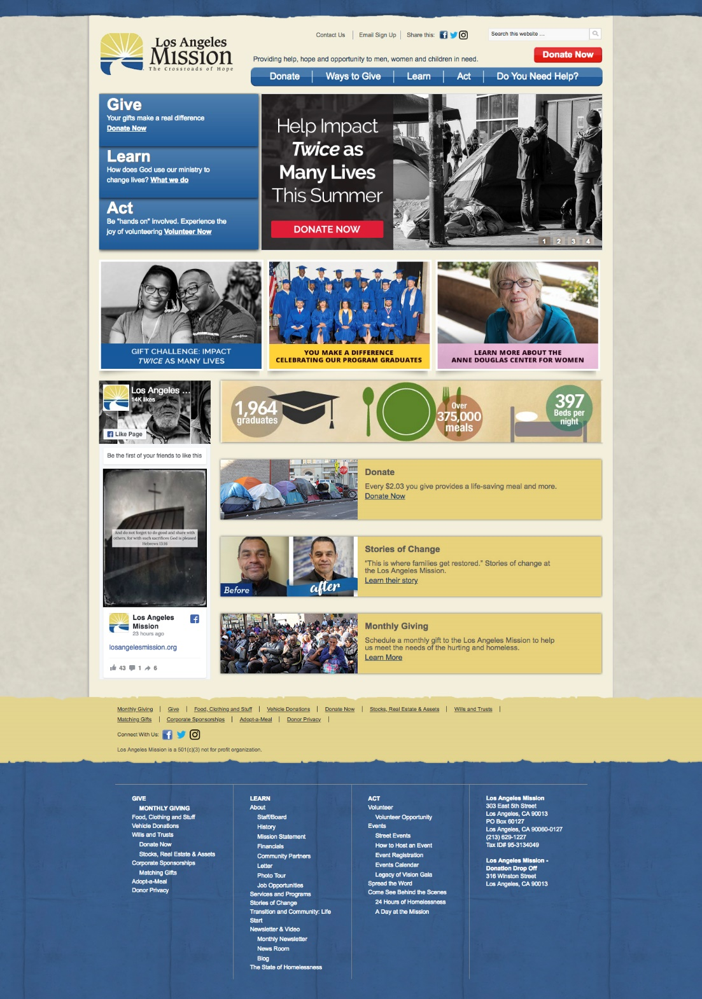 Contact Us
Email Sign Up
Share this:
Search this website ...
Los Angeles
Mission
The Crossroads of Hope
Providing help, hope and opportunity to men, women and children in need.
Donate Now
Donate
Ways to Give
Learn
Act
Do You Need Help?
Give
Your gifts make a real difference
Donate Now
Learn
How does God use our ministry to
change lives? What we do
Act
Be "hands on" involved. Experience the
joy of volunteering Volunteer Now
Help Impact
Twice as
Many Lives
This Summer
DONATE NOW
1 2 3 4
GIFT CHALLENGE: IMPACT
TWICE AS MANY LIVES
YOU MAKE A DIFFERENCE
CELEBRATING OUR PROGRAM GRADUATES
LEARN MORE ABOUT THE
ANNE DOUGLAS CENTER FOR WOMEN
Los Angeles ...
14K likes
Like Page
Be the first of your friends to like this
And do not forget to do good and share with
others, for with such sacrifices God is pleased
Hebrews 13:16
Los Angeles
Mission
23 hours ago
losangelesmission.org
43 1 6
1,964
graduates
Over
375,000
meals
397
Beds per
night
STOP
Donate
Every $2.03 you give provides a life-saving meal and more.
Donate Now
Before
after
Stories of Change
"This is where families get restored." Stories of change at
the Los Angeles Mission.
Learn their story
Monthly Giving
Schedule a monthly gift to the Los Angeles Mission to help
us meet the needs of the hurting and homeless.
Learn More
Monthly Giving | Give | Food, Clothing and Stuff | Vehicle Donations | Donate Now | Stocks, Real Estate & Assets | Wills and Trusts |
Matching Gifts | Corporate Sponsorships | Adopt-a-Meal | Donor Privacy |
Connect With Us:
Los Angeles Mission is a 501(c)(3) not for profit organization.
GIVE
MONTHLY GIVING
Food, Clothing and Stuff
Vehicle Donations
Wills and Trusts
Donate Now
Stocks, Real Estate & Assets
Corporate Sponsorships
Matching Gifts
Adopt-a-Meal
Donor Privacy
LEARN
About
Staff/Board
History
Mission Statement
Financials
Community Partners
Letter
Photo Tour
Job Opportunities
Services and Programs
Stories of Change
Transition and Community: Life
Start
Newsletter & Video
Monthly Newsletter
News Room
Blog
The State of Homelessness
ACT
Volunteer
Volunteer Opportunity
Events
Street Events
How to Host an Event
Event Registration
Events Calendar
Legacy of Vision Gala
Spread the Word
Come See Behind the Scenes
24 Hours of Homelessness
A Day at the Mission
Los Angeles Mission
303 East 5th Street
Los Angeles, CA 90013
PO Box 60127
Los Angeles, CA 90060-0127
(213) 629-1227
Tax ID# 95-3134049
Los Angeles Mission -
Donation Drop Off
316 Winston Street
Los Angeles, CA 90013